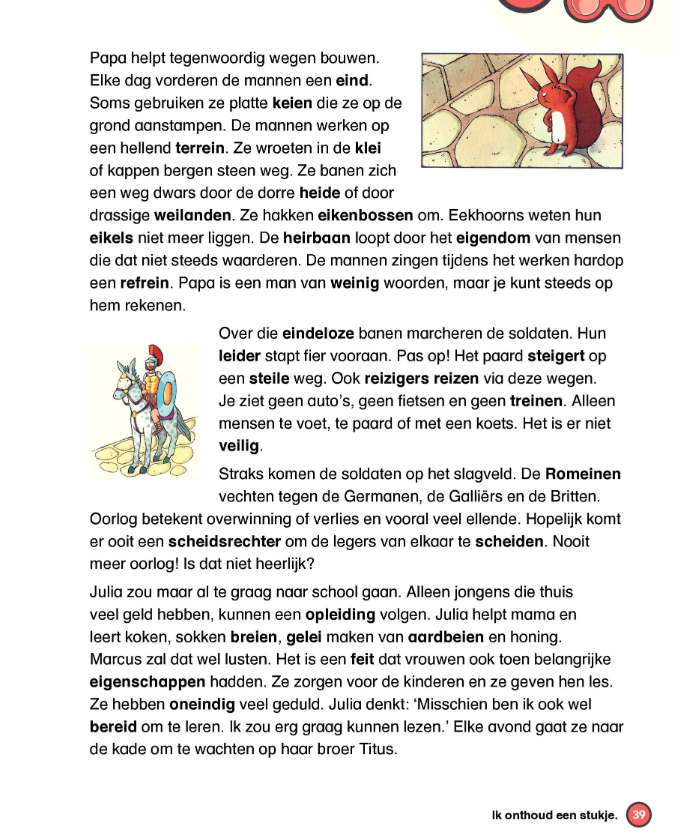 Papa helpt tegenwoordig wegen bouwen.
Elke dag vorderen de mannen een eind.
Soms gebruiken ze platte keien die ze op de
grond aanstampen. De mannen werken op
een hellend terrein. Ze wroeten in de klei
of kappen bergen steen weg. Ze banen zich
een weg dwars door de dorre heide of door
drassige weilanden. Ze hakken eikenbossen om. Eekhoorns weten hun
eikels niet meer liggen. De heirbaan loopt door het eigendom van mensen
die dat niet steeds waarderen. De mannen zingen tijdens het werken hardop
een refrein. Papa is een man van weinig woorden, maar je kunt steeds op
hem rekenen.
Over die eindeloze banen marcheren de soldaten. Hun
leider stapt fier vooraan. Pas op! Het paard steigert op
een steile weg. Ook reizigers reizen via deze wegen.
Je ziet geen auto's, geen fietsen en geen treinen. Alleen
mensen te voet, te paard of met een koets. Het is er niet
veilig.
Straks komen de soldaten op het slagveld. De Romeinen
vechten tegen de Germanen, de Galliërs en de Britten.
Oorlog betekent overwinning of verlies en vooral veel ellende. Hopelijk komt
er ooit een scheidsrechter om de legers van elkaar te scheiden. Nooit
meer oorlog! Is dat niet heerlijk?
Julia zou maar al te graag naar school gaan. Alleen jongens die thuis
veel geld hebben, kunnen een opleiding volgen. Julia helpt mama en
leert koken, sokken breien, gelei maken van aardbeien en honing.
Marcus zal dat wel lusten. Het is een feit dat vrouwen ook toen belangrijke
eigenschappen hadden. Ze zorgen voor de kinderen en ze geven hen les.
Ze hebben oneindig veel geduld. Julia denkt: 'Misschien ben ik ook wel
bereid om te leren. Ik zou erg graag kunnen lezen.' Elke avond gaat ze naar
de kade om te wachten op haar broer Titus.
Ik onthoud een stukje. 39